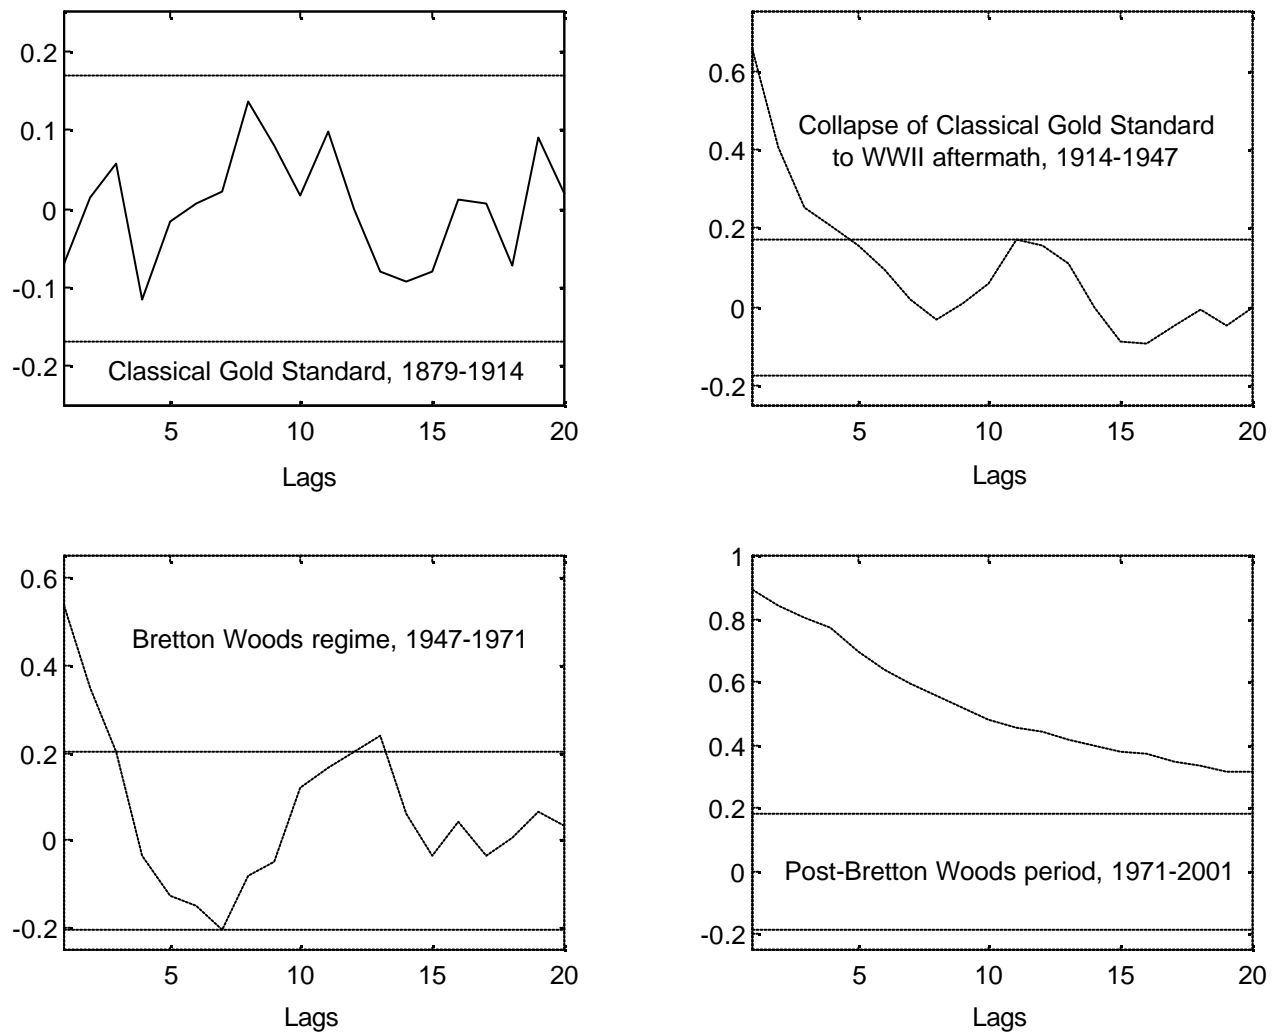 0.2
0.1
0
-0.1
-0.2
Classical Gold Standard, 1879-1914
5 10 15 20
Lags
0.6
0.4
0.2
0
-0.2
Collapse of Classical Gold Standard
to WWII aftermath, 1914-1947
5 10 15 20
Lags
0.6
0.4
0.2
0
-0.2
Bretton Woods regime, 1947-1971
5 10 15 20
Lags
1
0.8
0.6
0.4
0.2
0
-0.2
Post-Bretton Woods period, 1971-2001
5 10 15 20
Lags